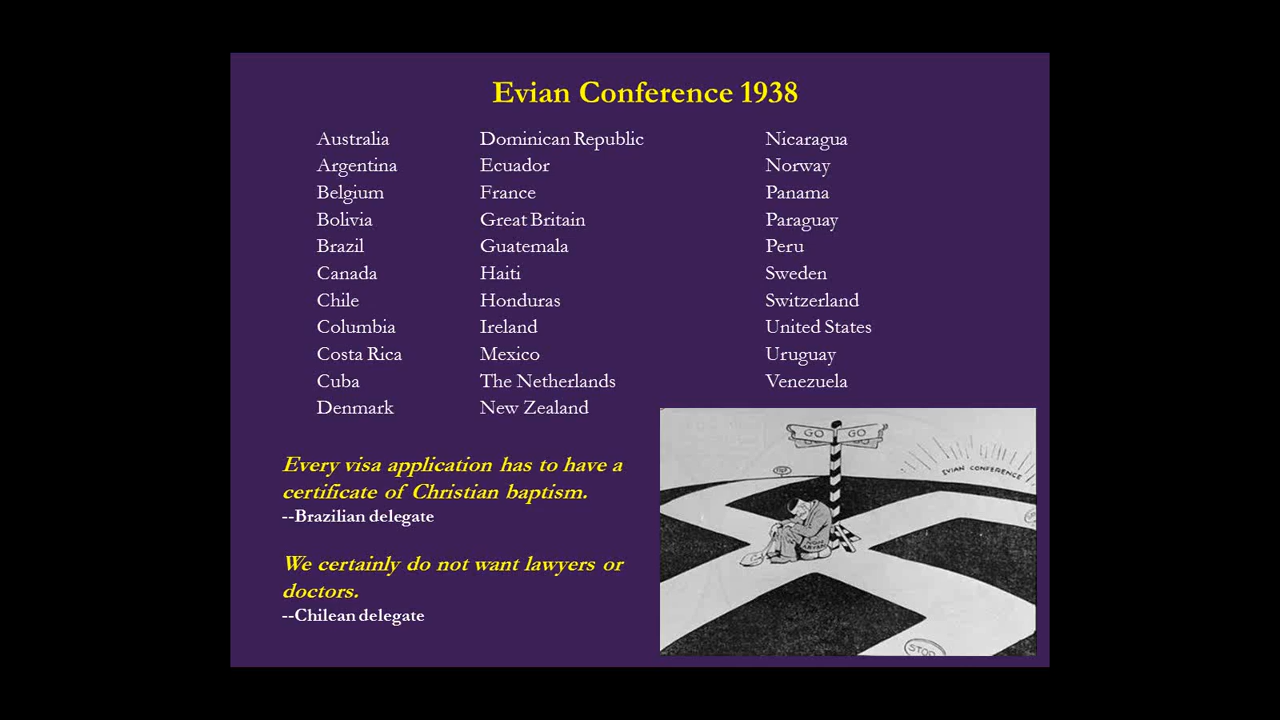 Evian Conference 1938
Australia
Argentina
Belgium
Bolivia
Brazil
Canada
Chile
Columbia
Costa Rica
Cuba
Denmark
Dominican Republic
Ecuador
France
Great Britain
Guatemala
Haiti
Honduras
Ireland
Mexico
The Netherlands
New Zealand
Nicaragua
Norway
Panama
Paraguay
Peru
Sweden
Switzerland
United States
Uruguay
Venezuela
Every visa application has to have a
certificate of Christian baptism.
--Brazilian delegate
We certainly do not want lawyers or
doctors.
--Chilean delegate
GO GO
EVIAN CONFERENCE
STOP